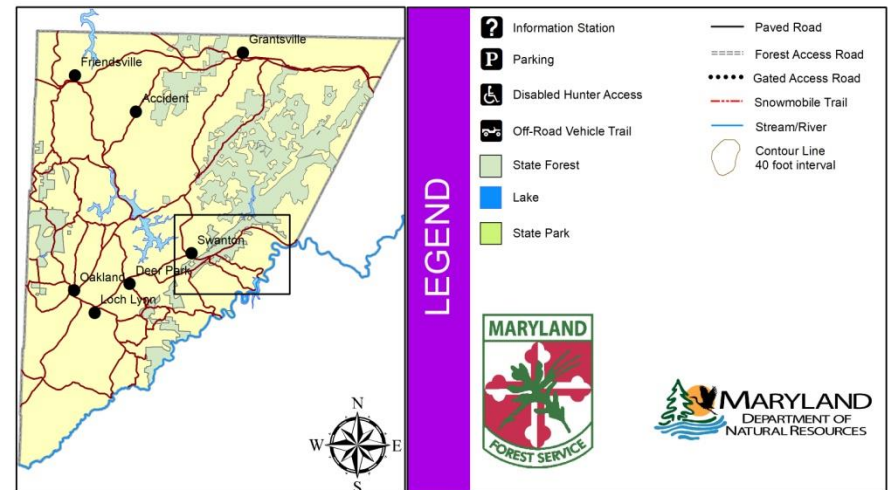 Grantsville
Friendsville
Accident
Swanton
Deer Park
Oakland
Loch Lynn
N
W
E
S
LEGEND
?
Information Station
P
Parking
Disabled Hunter Access
Off-Road Vehicle Trail
State Forest
Lake
State Park
Paved Road
Forest Access Road
Gated Access Road
Snowmobile Trail
Stream/River
Contour Line
40 foot interval
MARYLAND
FOREST SERVICE
MARYLAND
DEPARTMENT OF
NATURAL RESOURCES